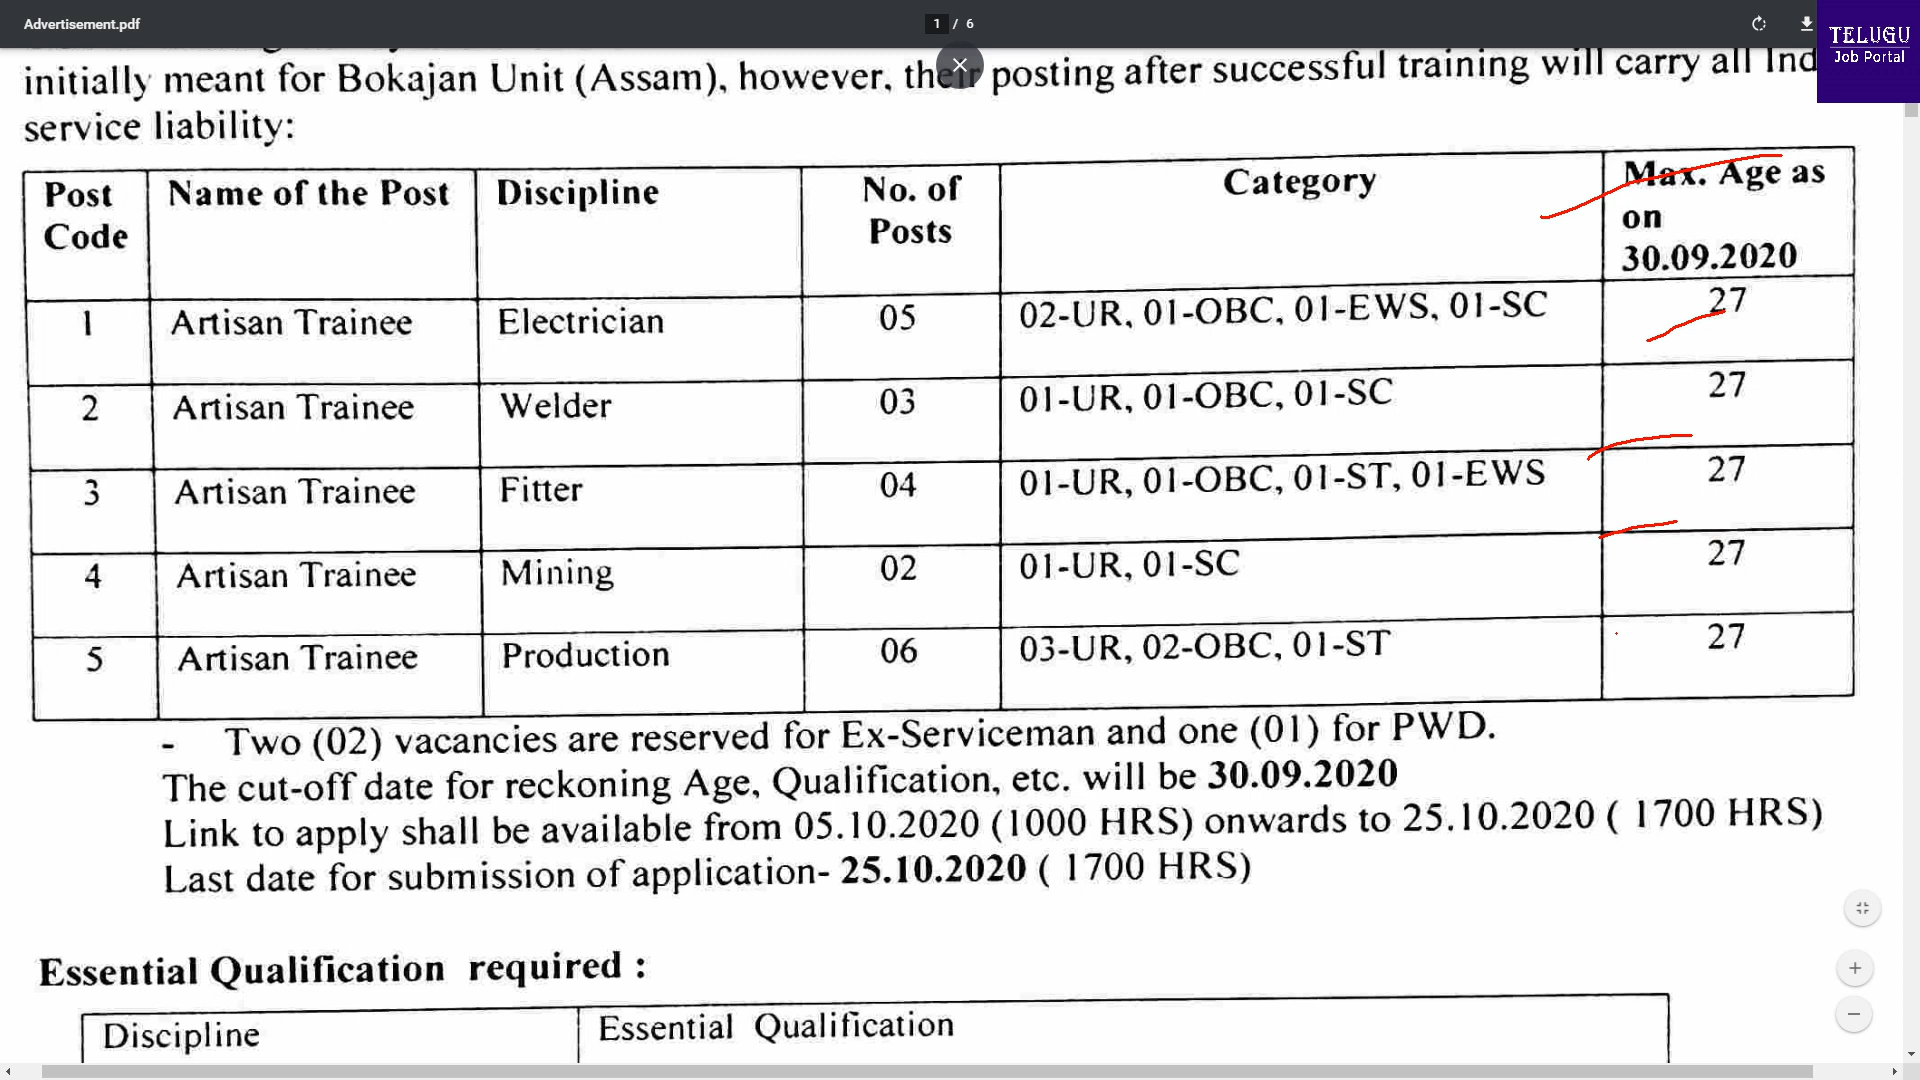 Advertisement.pdf
1 / 6
TELUGU
Job Portal
initially meant for Bokajan Unit (Assam), however, their posting after successful training will carry all Ind
service liability:
Post Code Name of the Post Discipline No. of Posts Category Max. Age as on 30.09.2020
1 Artisan Trainee Electrician 05 02-UR, 01-OBC, 01-EWS, 01-SC 27
2 Artisan Trainee Welder 03 01-UR, 01-OBC, 01-SC 27
3 Artisan Trainee Fitter 04 01-UR, 01-OBC, 01-ST, 01-EWS 27
4 Artisan Trainee Mining 02 01-UR, 01-SC 27
5 Artisan Trainee Production 06 03-UR, 02-OBC, 01-ST 27
- Two (02) vacancies are reserved for Ex-Serviceman and one (01) for PWD.
The cut-off date for reckoning Age, Qualification, etc. will be 30.09.2020
Link to apply shall be available from 05.10.2020 (1000 HRS) onwards to 25.10.2020 ( 1700 HRS)
Last date for submission of application- 25.10.2020 ( 1700 HRS)
Essential Qualification required :
Discipline Essential Qualification